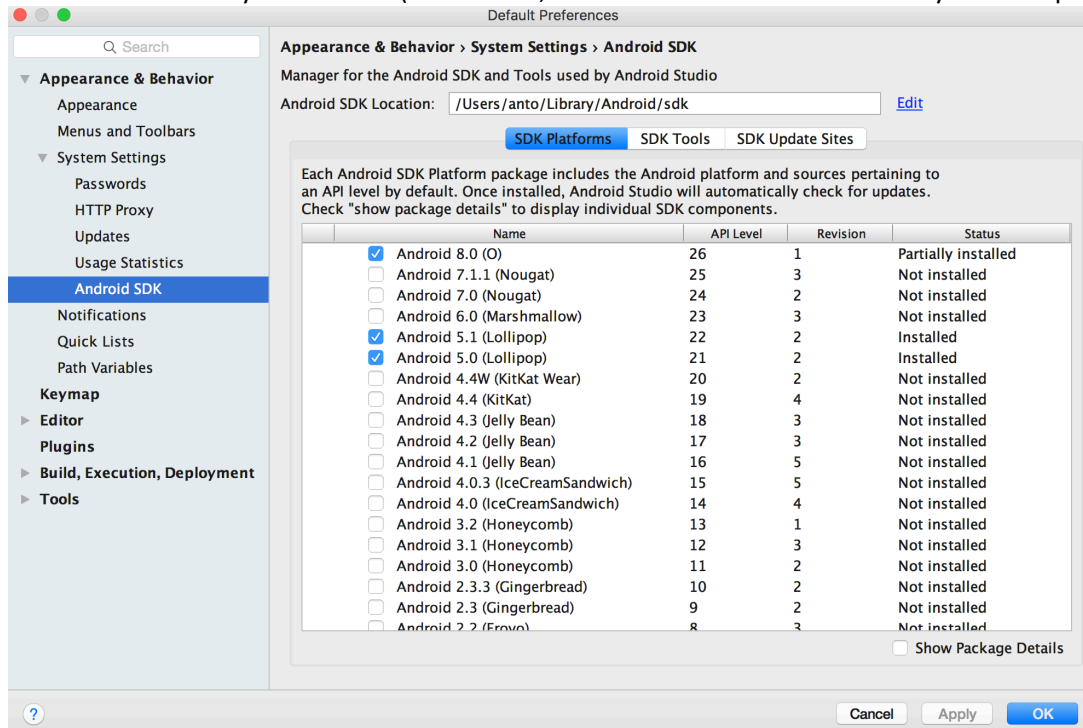 Default Preferences
Search
Appearance & Behavior
Appearance
Menus and Toolbars
System Settings
Passwords
HTTP Proxy
Updates
Usage Statistics
Android SDK
Notifications
Quick Lists
Path Variables
Keymap
Editor
Plugins
Build, Execution, Deployment
Tools
Appearance & Behavior › System Settings › Android SDK
Manager for the Android SDK and Tools used by Android Studio
Android SDK Location: /Users/anto/Library/Android/sdk Edit
SDK Platforms SDK Tools SDK Update Sites
Each Android SDK Platform package includes the Android platform and sources pertaining to
an API level by default. Once installed, Android Studio will automatically check for updates.
Check "show package details" to display individual SDK components.
Name API Level Revision Status
Android 8.0 (O) 26 1 Partially installed
Android 7.1.1 (Nougat) 25 3 Not installed
Android 7.0 (Nougat) 24 2 Not installed
Android 6.0 (Marshmallow) 23 3 Not installed
Android 5.1 (Lollipop) 22 2 Installed
Android 5.0 (Lollipop) 21 2 Installed
Android 4.4W (KitKat Wear) 20 2 Not installed
Android 4.4 (KitKat) 19 4 Not installed
Android 4.3 (Jelly Bean) 18 3 Not installed
Android 4.2 (Jelly Bean) 17 3 Not installed
Android 4.1 (Jelly Bean) 16 5 Not installed
Android 4.0.3 (IceCreamSandwich) 15 5 Not installed
Android 4.0 (IceCreamSandwich) 14 4 Not installed
Android 3.2 (Honeycomb) 13 1 Not installed
Android 3.1 (Honeycomb) 12 3 Not installed
Android 3.0 (Honeycomb) 11 2 Not installed
Android 2.3.3 (Gingerbread) 10 2 Not installed
Android 2.3 (Gingerbread) 9 2 Not installed
Android 2.2 (Froyo) 8 3 Not installed
Show Package Details
? Cancel Apply OK